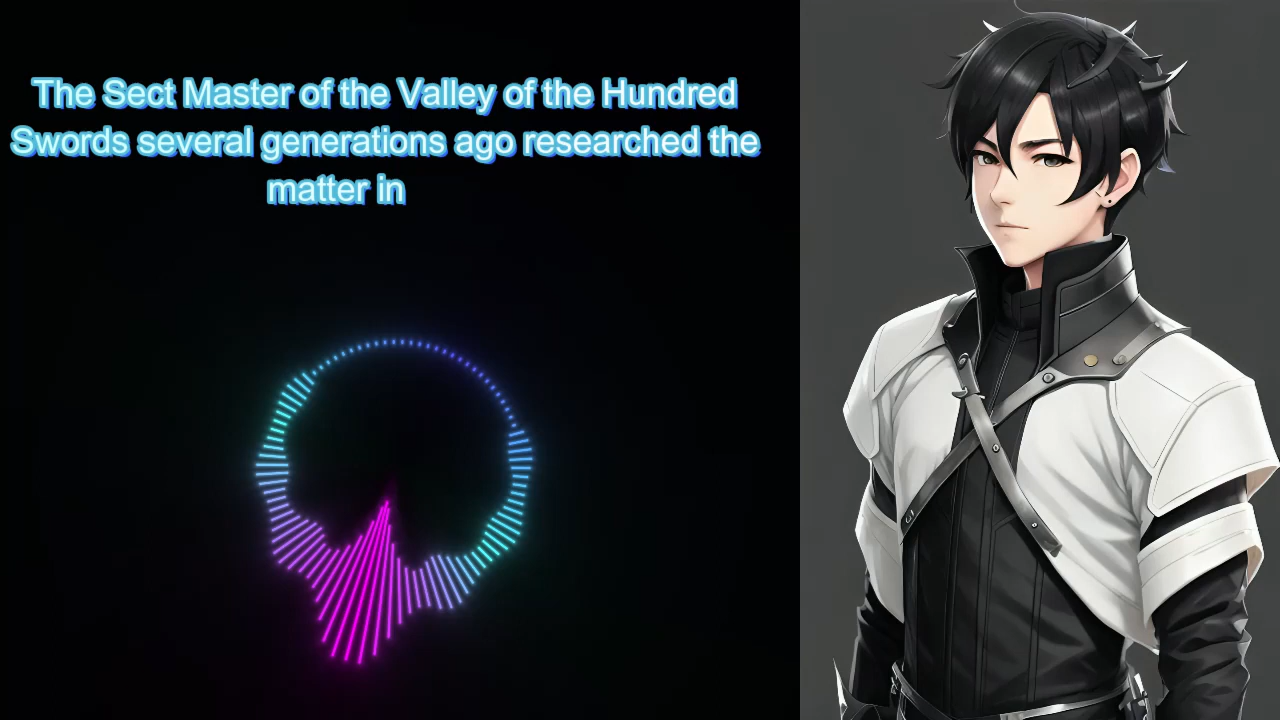 The Sect Master of the Valley of the Hundred
Swords several generations ago researched the
matter in